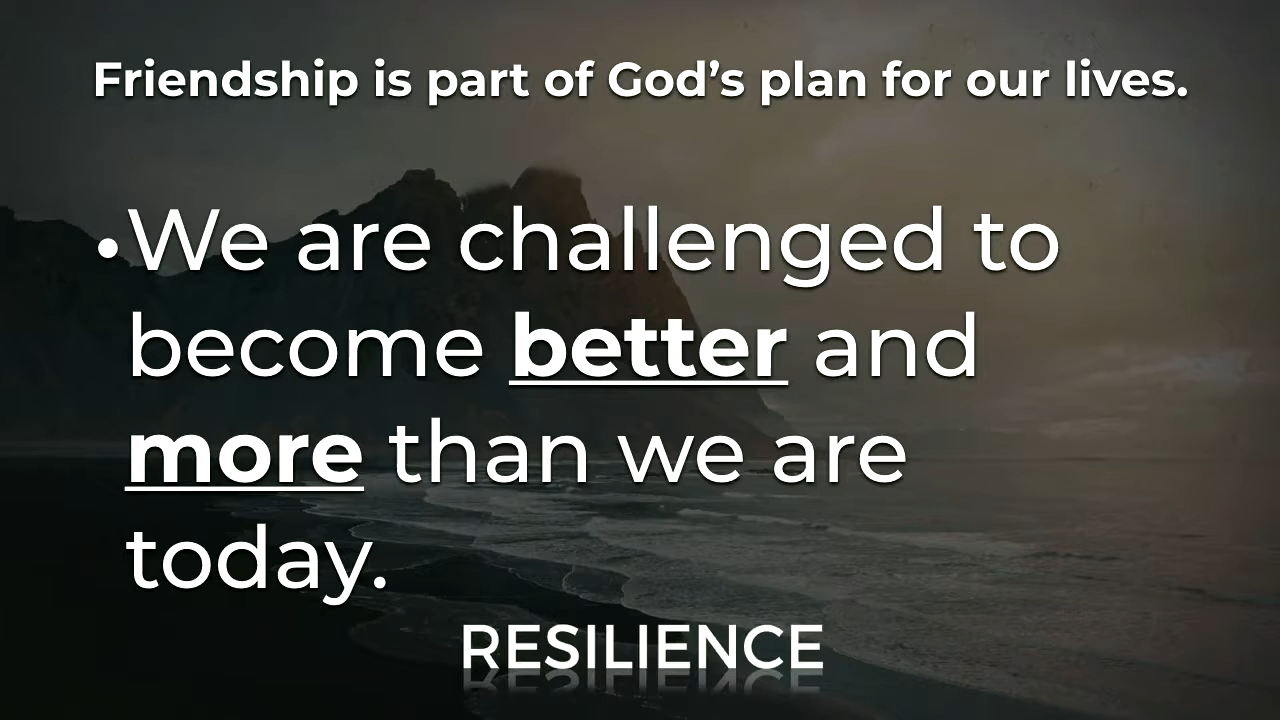 Friendship is part of God’s plan for our lives.
•We are challenged to
become better and
more than we are
today.
RESILIENCE